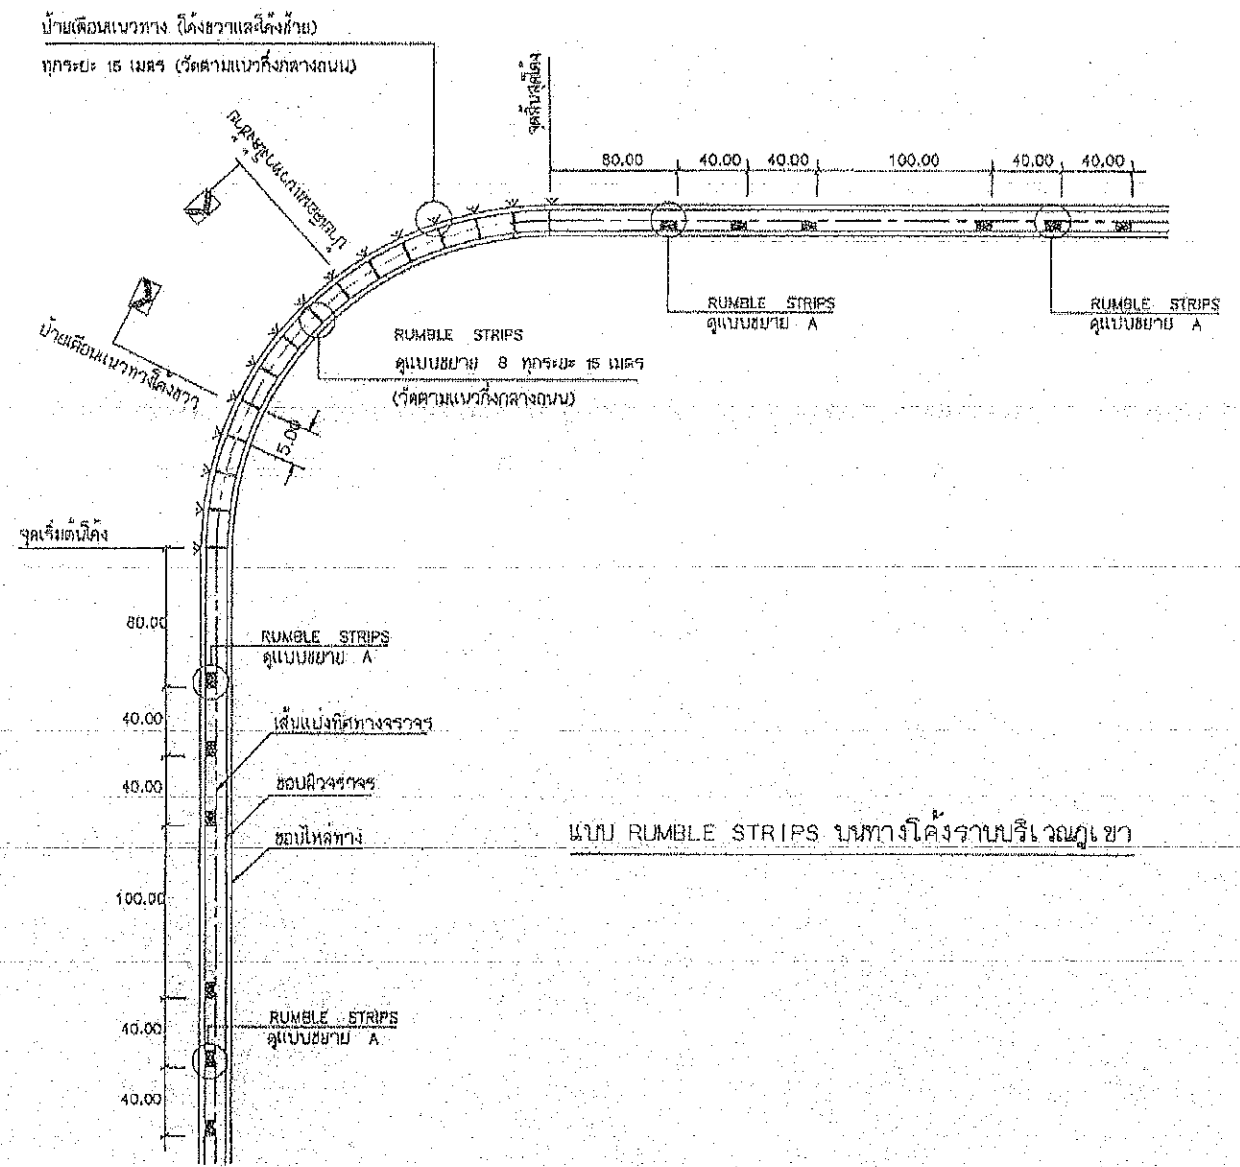 ป้ายเตือนแนวทาง (โค้งขวาและโค้งซ้าย)
ทุกระยะ 15 เมตร (วัดตามแนวกึ่งกลางถนน)
จุดสิ้นสุดโค้ง
80.00 40.00 40.00 100.00 40.00 40.00
RUMBLE STRIPS
ดูแบบขยาย A
RUMBLE STRIPS
ดูแบบขยาย A
RUMBLE STRIPS
ดูแบบขยาย B ทุกระยะ 15 เมตร
(วัดตามแนวกึ่งกลางถนน)
ป้ายเตือนแนวทางโค้งขวา
15.00
จุดเริ่มต้นโค้ง
80.00
RUMBLE STRIPS
ดูแบบขยาย A
40.00
เส้นแบ่งทิศทางจราจร
40.00
ขอบผิวจราจร
ขอบไหล่ทาง
แบบ RUMBLE STRIPS บนทางโค้งราบบริเวณภูเขา
100.00
RUMBLE STRIPS
ดูแบบขยาย A
40.00
40.00